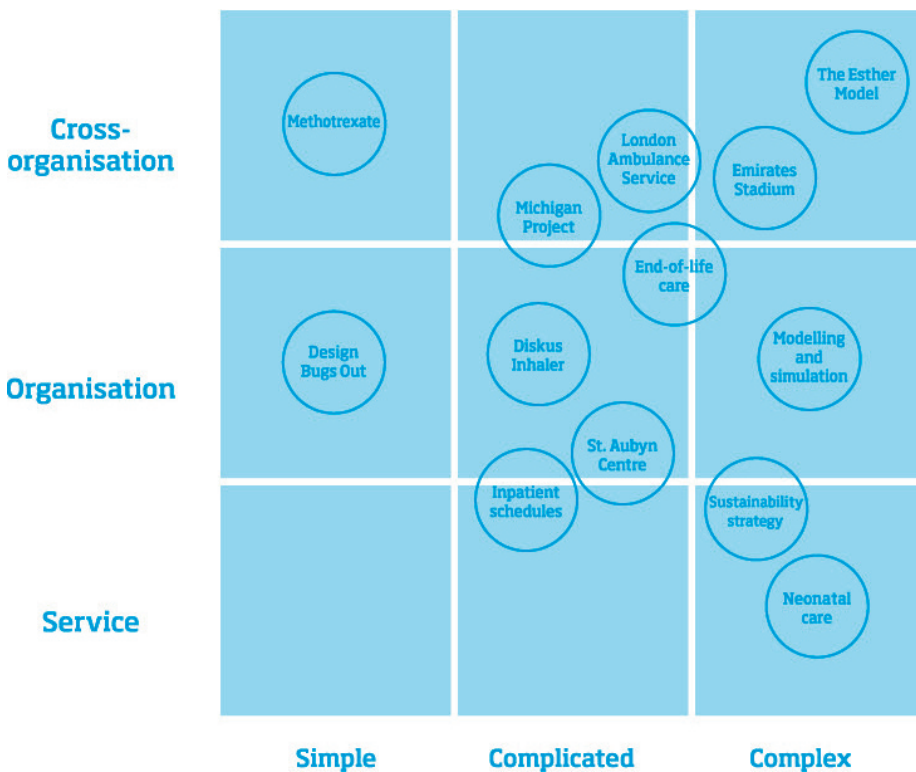 Cross-
organisation
Organisation
Service
Methotrexate
The Esther
Model
London
Ambulance
Service
Emirates
Stadium
Michigan
Project
End-of-life
care
Design
Bugs Out
Diskus
Inhaler
Modelling
and
simulation
St. Aubyn
Centre
Inpatient
schedules
Sustainability
strategy
Neonatal
care
Simple
Complicated
Complex